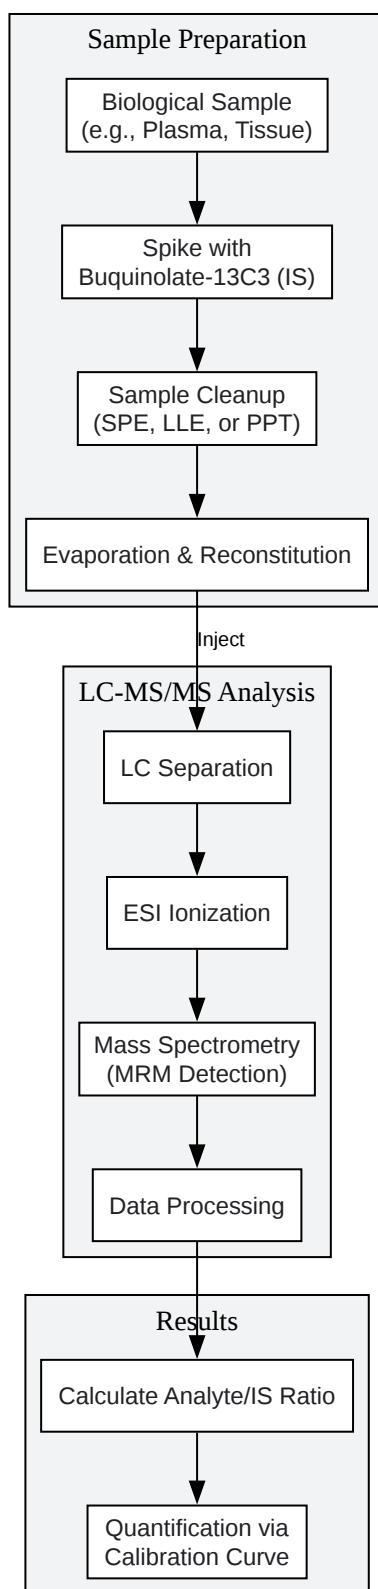 Sample Preparation
Biological Sample
(e.g., Plasma, Tissue)
Spike with
Buquinolate-13C3 (IS)
Sample Cleanup
(SPE, LLE, or PPT)
Evaporation & Reconstitution
Inject
LC-MS/MS Analysis
LC Separation
ESI Ionization
Mass Spectrometry
(MRM Detection)
Data Processing
Results
Calculate Analyte/IS Ratio
Quantification via
Calibration Curve